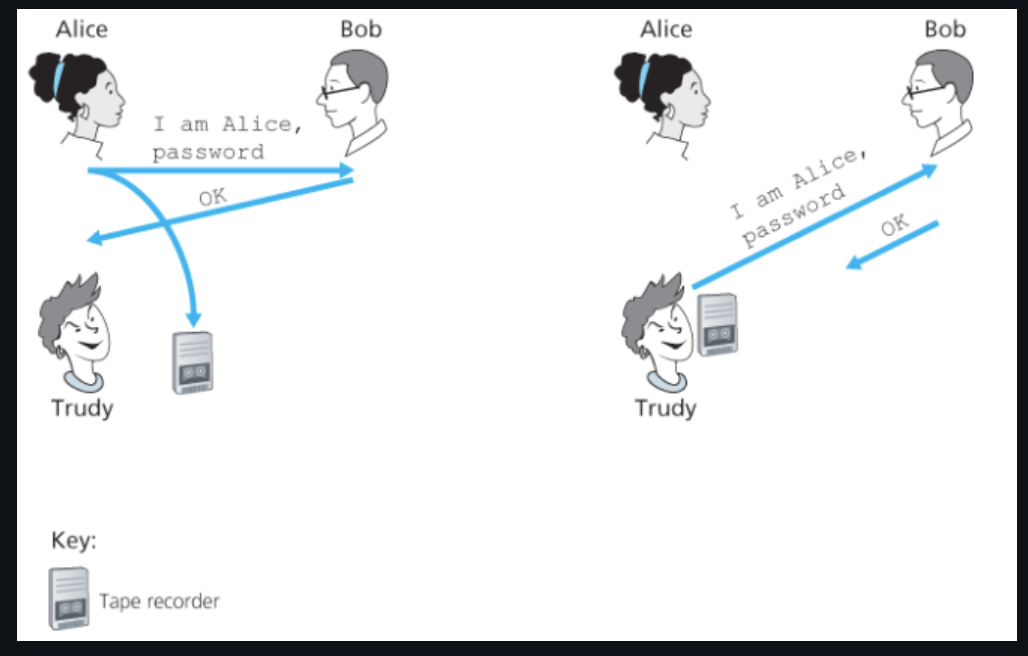 Alice
Bob
I am Alice,
password
OK
Trudy
Alice
Bob
I am Alice,
password
OK
Trudy
Key:
Tape recorder